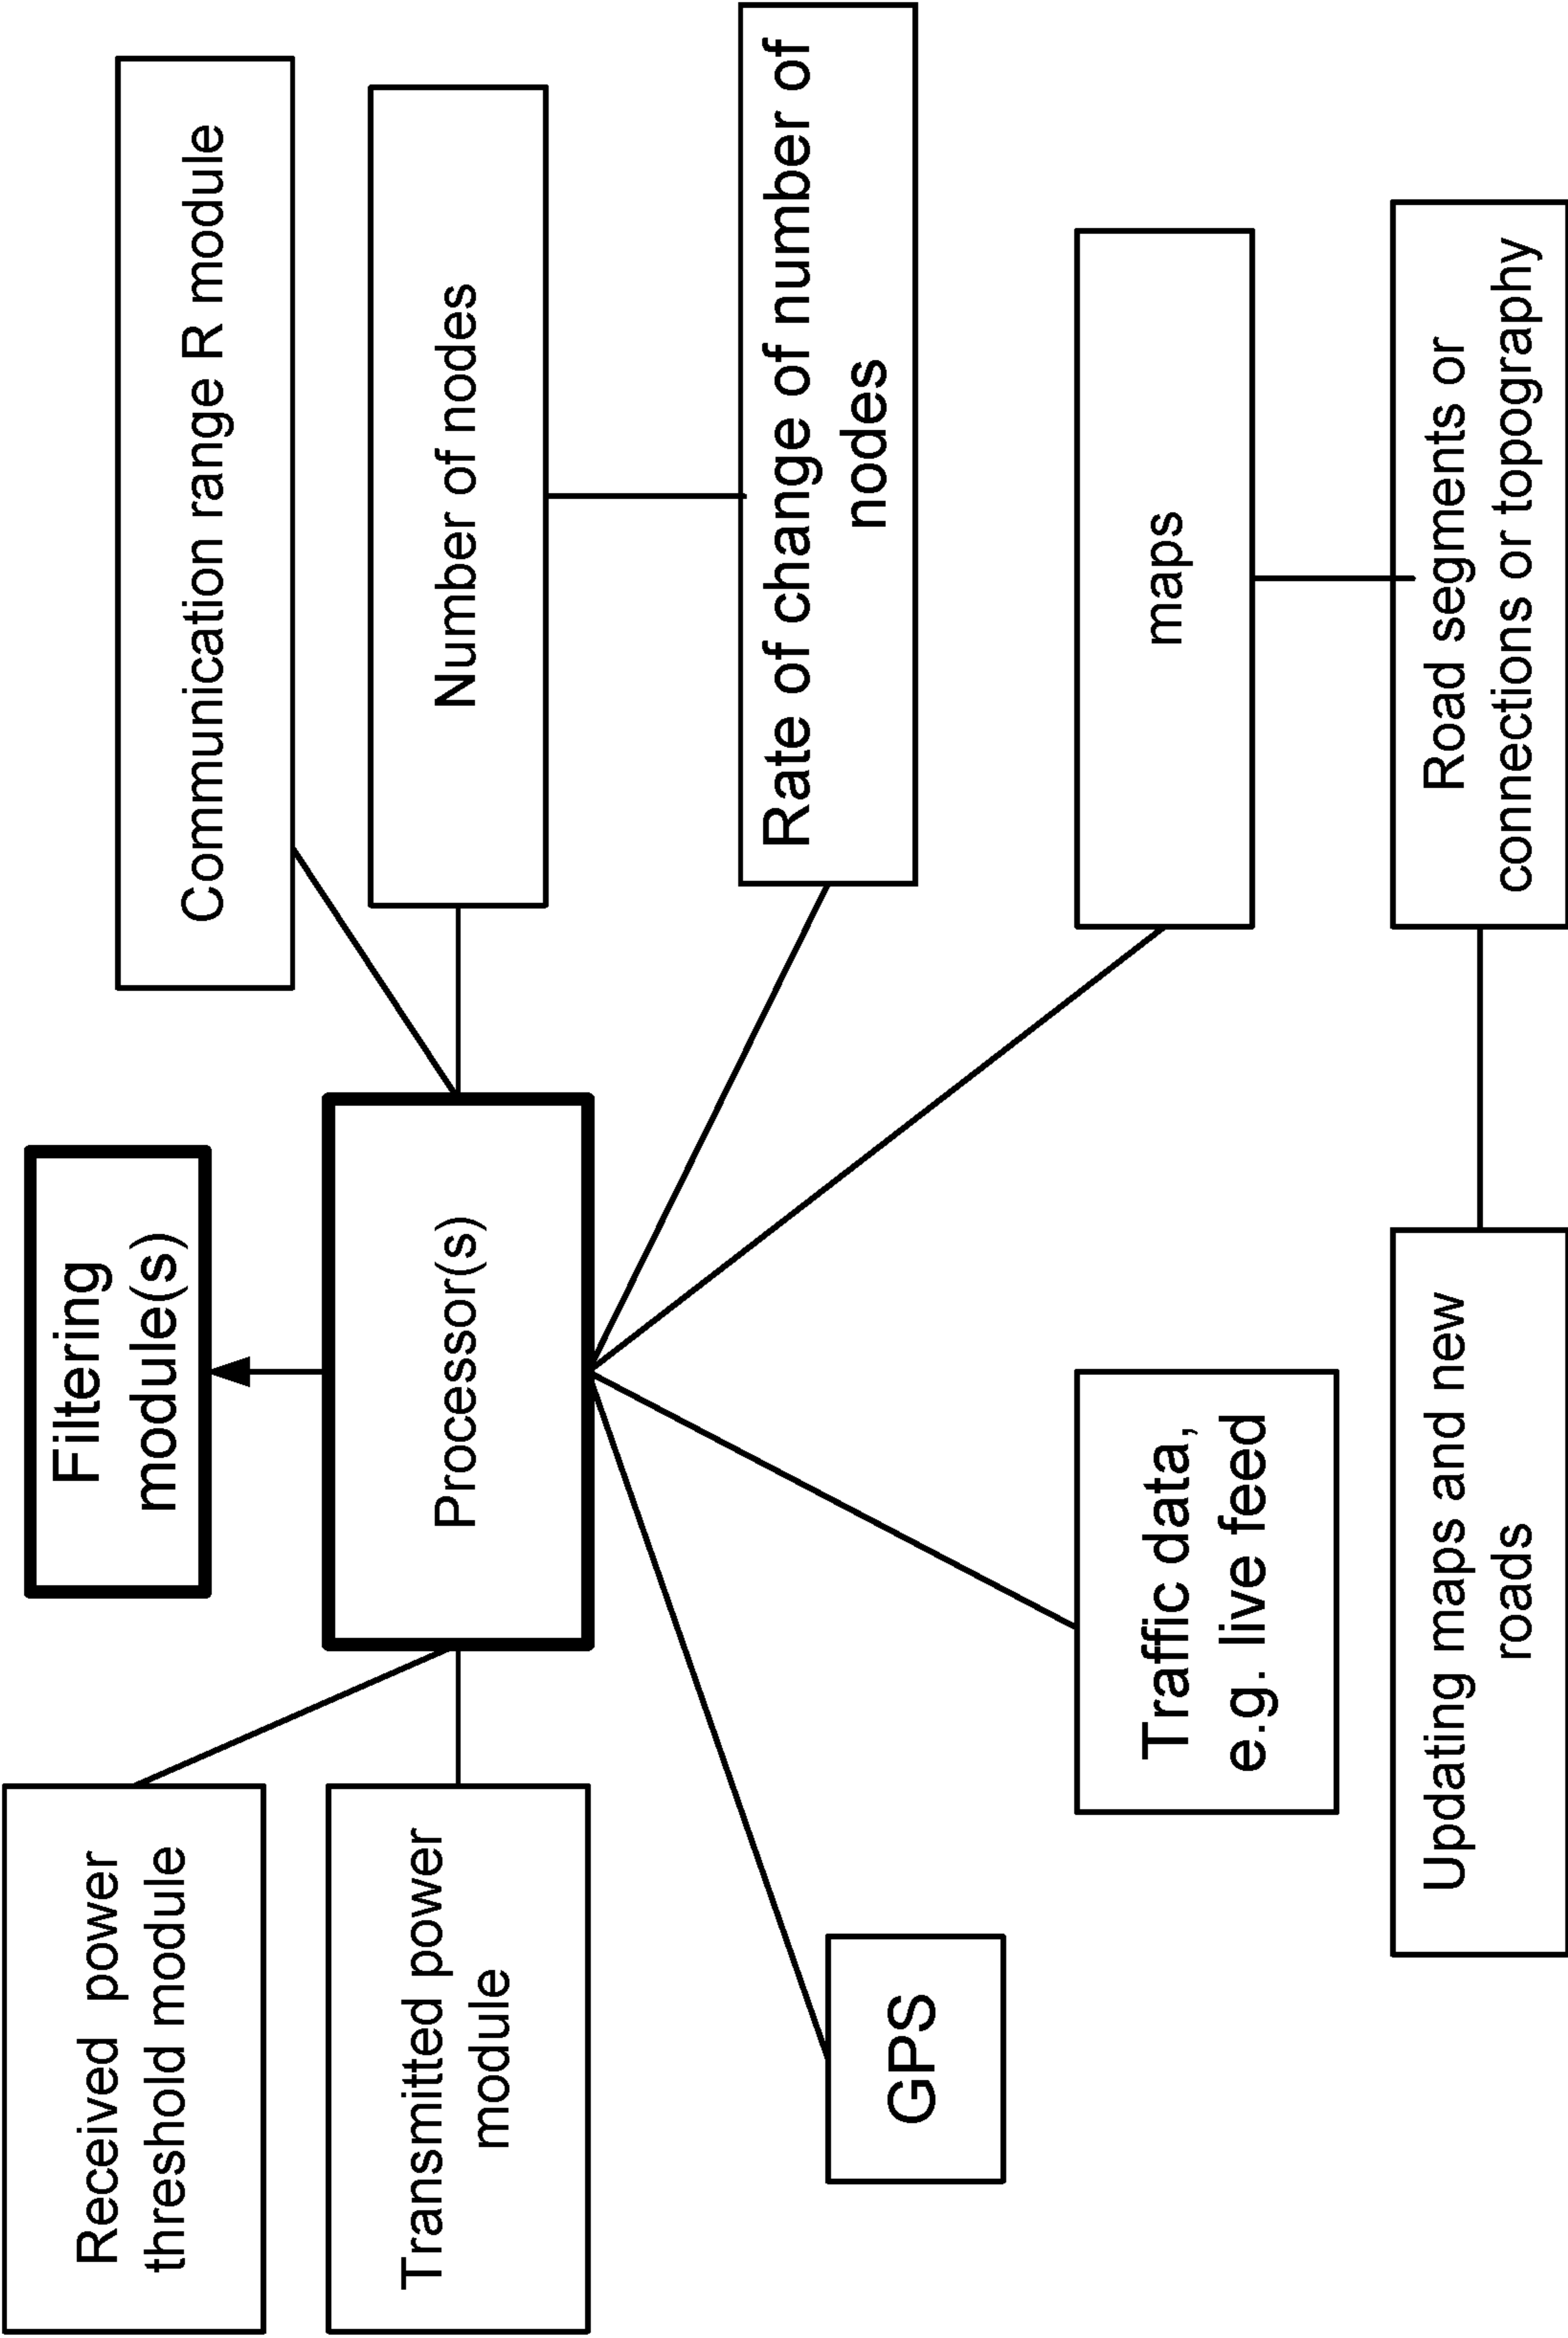 Filtering
module(s)
Received power
threshold module
Communication range R module
Transmitted power
module
Processor(s)
Number of nodes
Rate of change of number of
nodes
GPS
Traffic data,
e.g. live feed
maps
Updating maps and new
roads
Road segments or
connections or topography